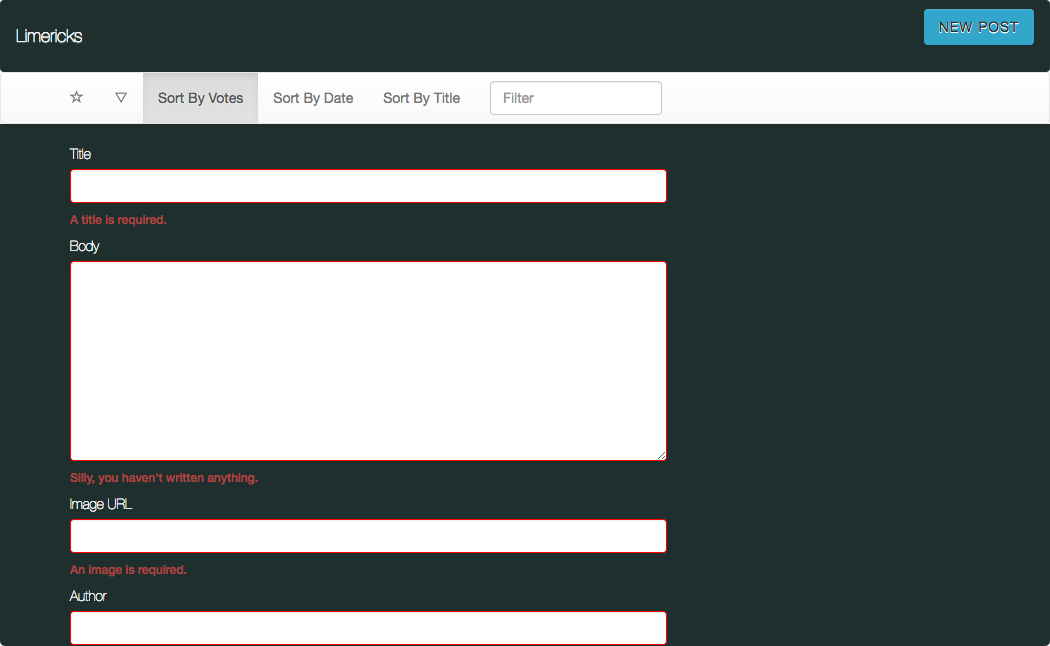 Limericks
NEW POST
☆ ▽ Sort By Votes Sort By Date Sort By Title Filter
Title
A title is required.
Body
Silly, you haven't written anything.
Image URL
An image is required.
Author